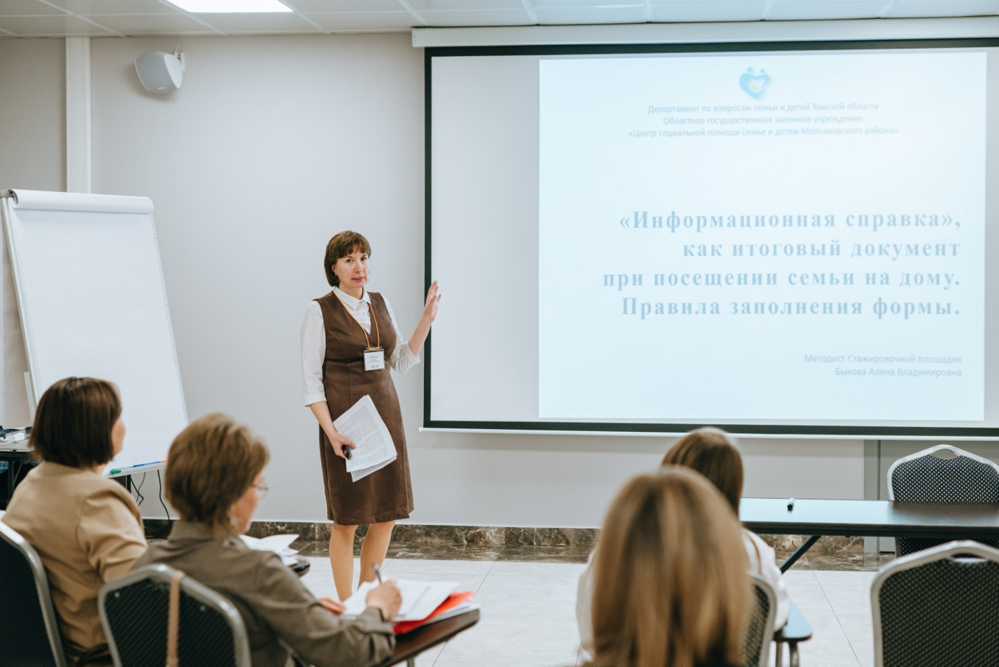 Департамент по вопросам семьи и детей Томской области
Областное государственное казенное учреждение
«Центр социальной помощи семье и детям Молчановского района»
«Информационная справка»,
как итоговый документ
при посещении семьи на дому.
Правила заполнения формы.
Методист Стажировочной площадки
Быкова Алена Владимировна